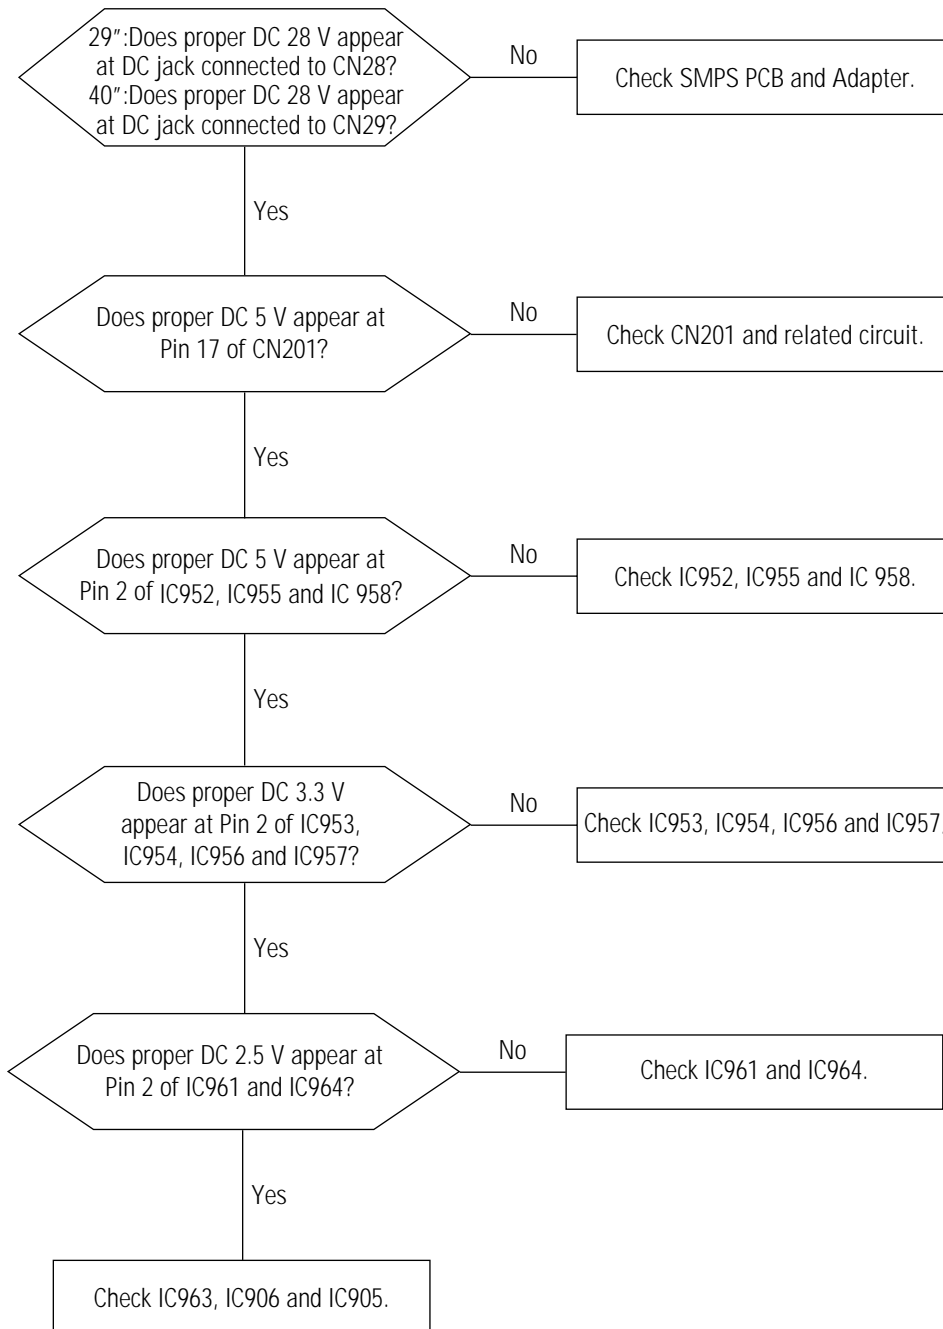 29":Does proper DC 28 V appear
at DC jack connected to CN28?
40":Does proper DC 28 V appear
at DC jack connected to CN29?
No
Check SMPS PCB and Adapter.
Yes
Does proper DC 5 V appear at
Pin 17 of CN201?
No
Check CN201 and related circuit.
Yes
Does proper DC 5 V appear at
Pin 2 of IC952, IC955 and IC 958?
No
Check IC952, IC955 and IC 958.
Yes
Does proper DC 3.3 V
appear at Pin 2 of IC953,
IC954, IC956 and IC957?
No
Check IC953, IC954, IC956 and IC957,
Yes
Does proper DC 2.5 V appear at
Pin 2 of IC961 and IC964?
No
Check IC961 and IC964.
Yes
Check IC963, IC906 and IC905.